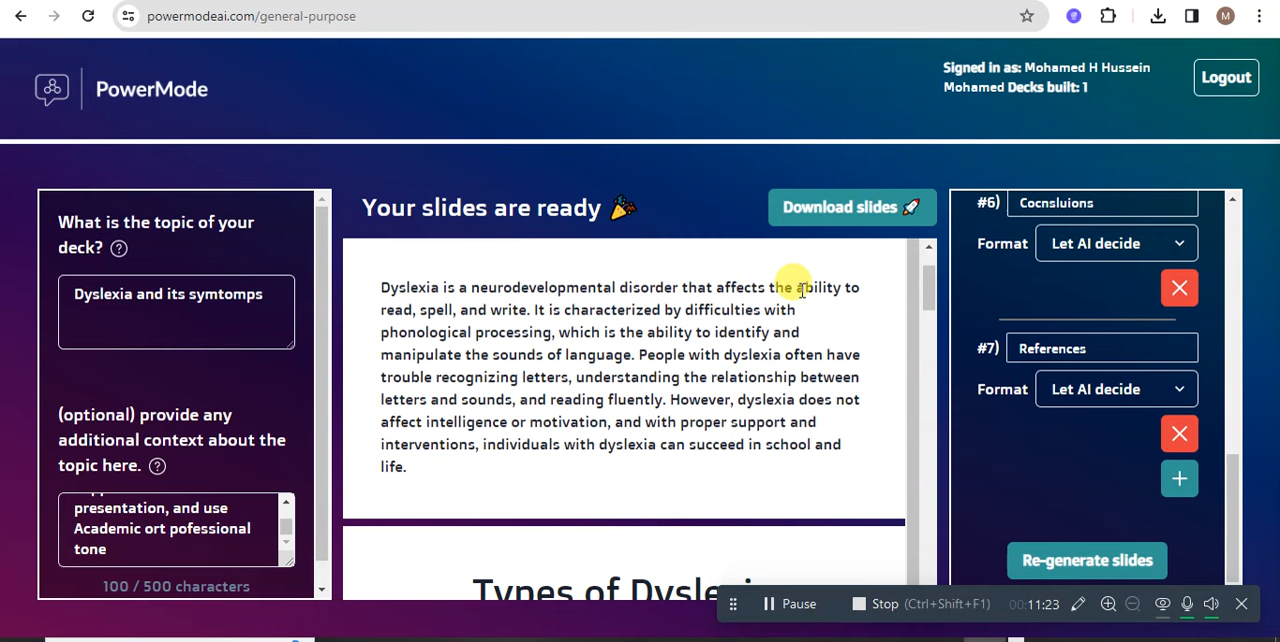 powermodeai.com/general-purpose
M
PowerMode
Signed in as: Mohamed H Hussein
Mohamed Decks built: 1
Logout
What is the topic of your
deck? ?
Dyslexia and its symtomps
(optional) provide any
additional context about the
topic here. ?
presentation, and use
Academic ort pofessional
tone
100 / 500 characters
Your slides are ready
Download slides
Dyslexia is a neurodevelopmental disorder that affects the ability to
read, spell, and write. It is characterized by difficulties with
phonological processing, which is the ability to identify and
manipulate the sounds of language. People with dyslexia often have
trouble recognizing letters, understanding the relationship between
letters and sounds, and reading fluently. However, dyslexia does not
affect intelligence or motivation, and with proper support and
interventions, individuals with dyslexia can succeed in school and
life.
Types of Dyslexia
#6) Cocnsluions
Format Let AI decide
#7) References
Format Let AI decide
Re-generate slides
Pause Stop (Ctrl+Shift+F1) 00:11:23